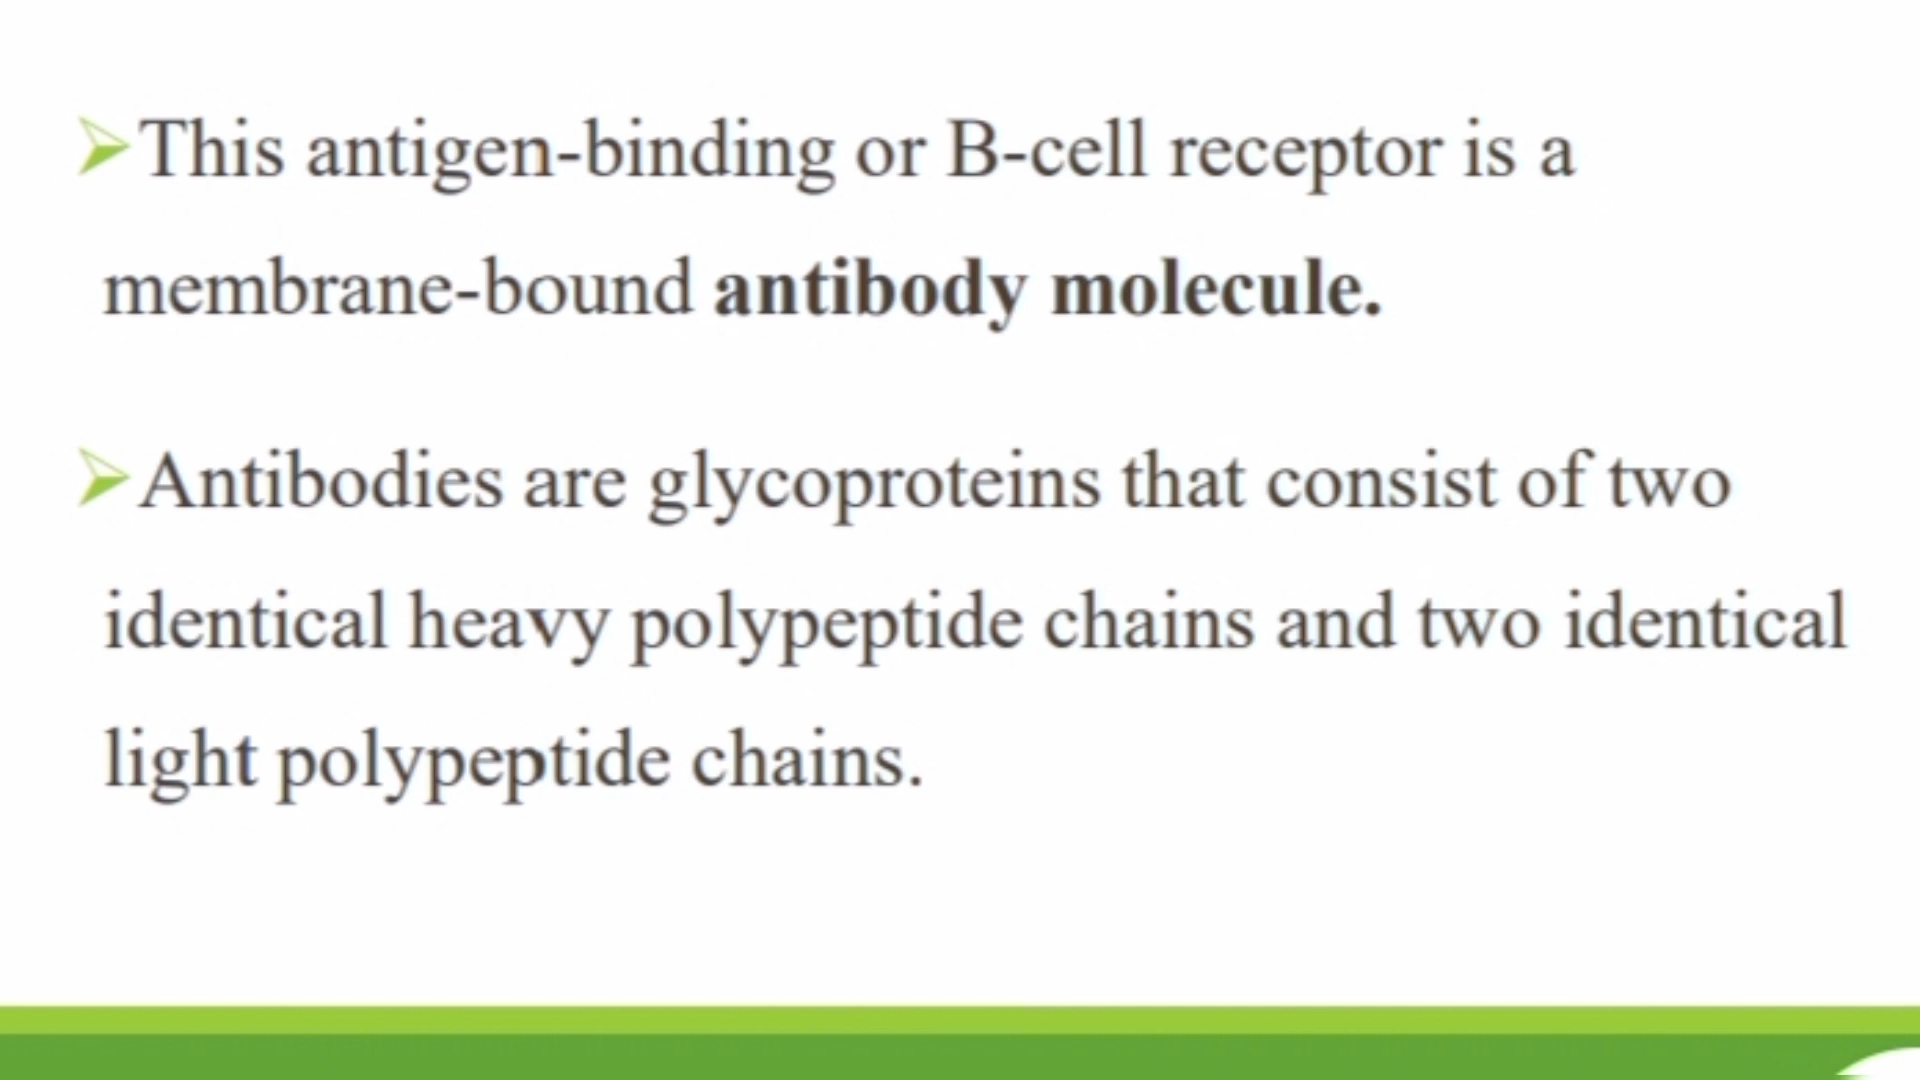 ➢This antigen-binding or B-cell receptor is a
membrane-bound antibody molecule.
➢Antibodies are glycoproteins that consist of two
identical heavy polypeptide chains and two identical
light polypeptide chains.